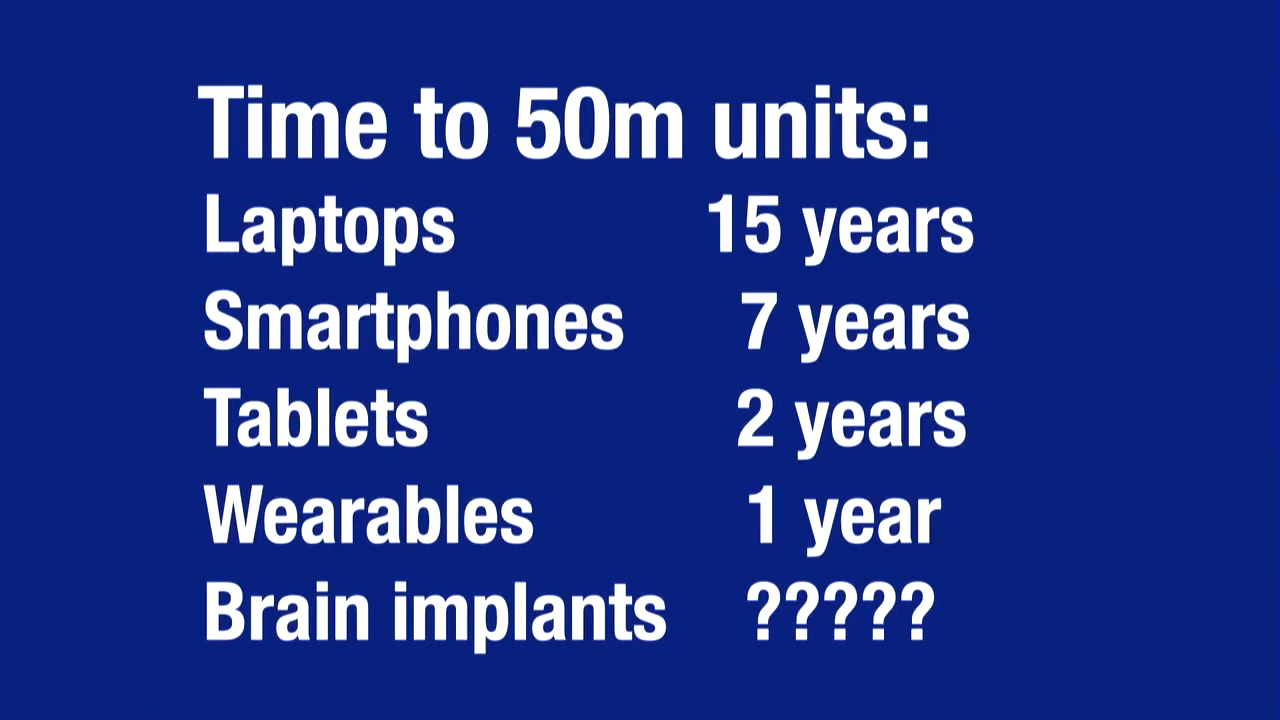 Time to 50m units:
Laptops 15 years
Smartphones 7 years
Tablets 2 years
Wearables 1 year
Brain implants ?????